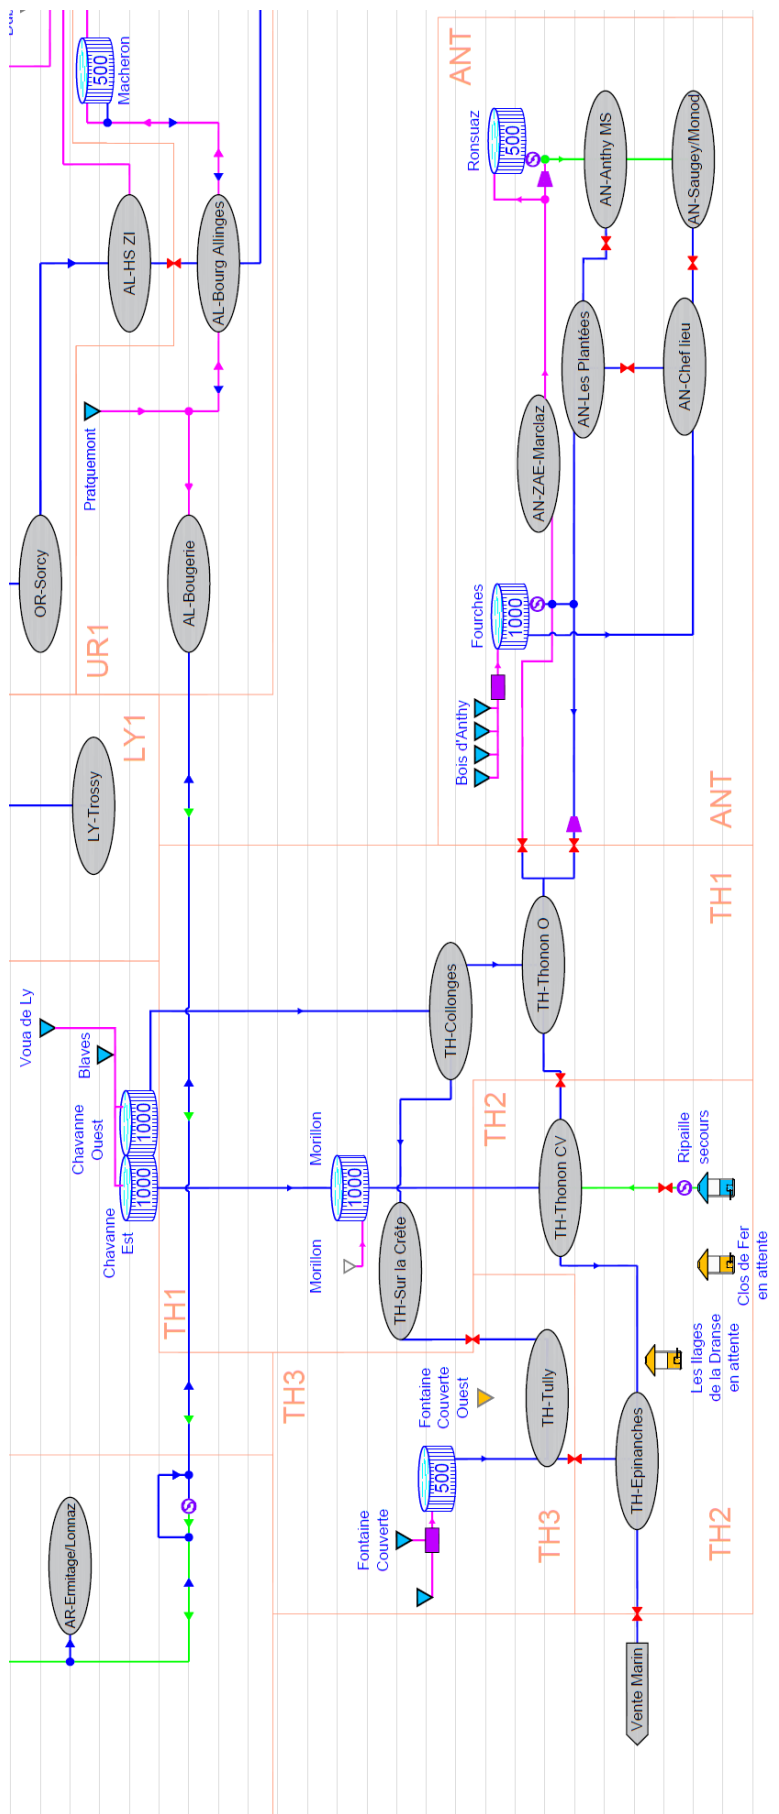 Macheron
500
ANT
Ronsuaz
500
AN-Anthy MS
AN-Saugey/Monod
AL-HS ZI
AL-Bourg Allinges
AN-Les Plantées
AN-Chef lieu
Pratquemont
AN-ZAE-Marclaz
OR-Sorcy
AL-Bougerie
Fourches
1000
UR1
Bois d'Anthy
LY1
LY-Trossy
ANT
TH1
TH-Thonon O
TH-Collonges
Voua de Ly
Blaves
Chavanne
Ouest
1000
1000
Chavanne
Est
Morillon
1000
Morillon
TH2
TH-Thonon CV
Ripaille
secours
TH-Sur la Crête
Clos de Fer
en attente
TH1
TH3
Fontaine
Couverte
Ouest
TH-Tully
Les Ilages
de la Dranse
en attente
500
TH-Epinanches
Fontaine
Couverte
TH3
TH2
AR-Ermitage/Lonnaz
Vente Marin